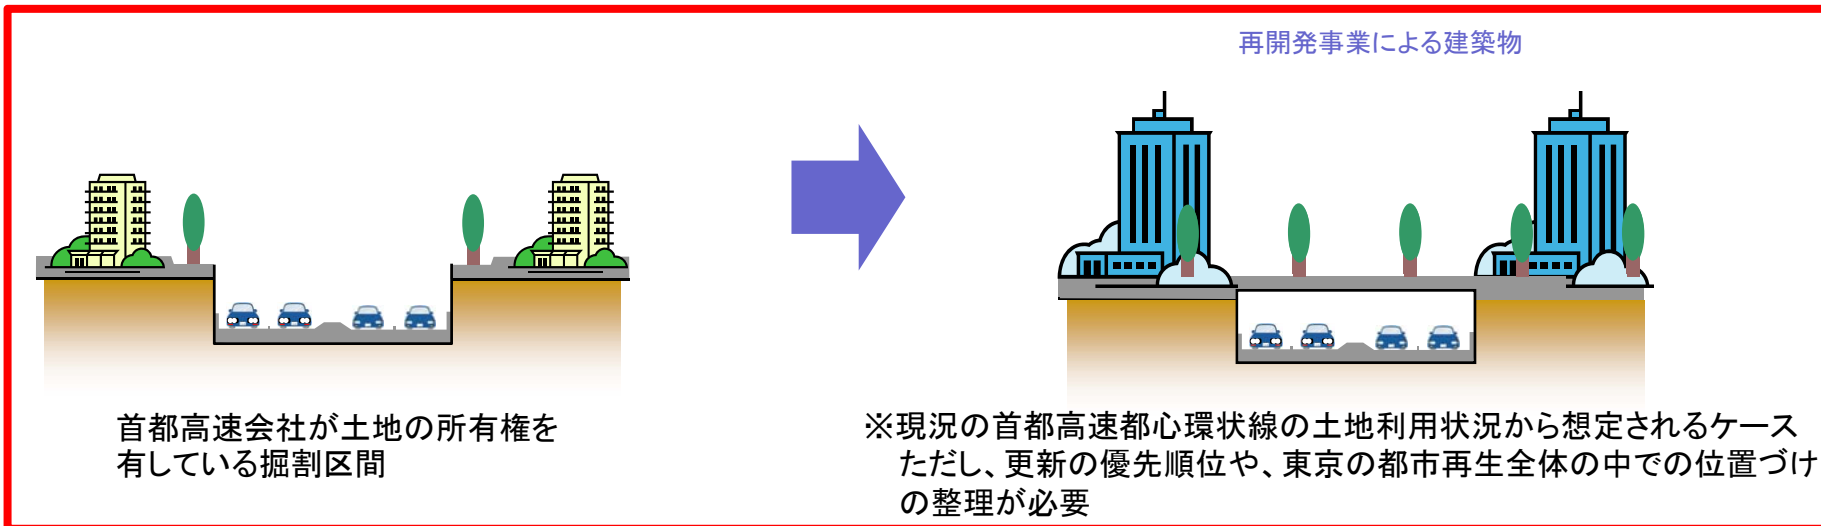 再開発事業による建築物
首都高速会社が土地の所有権を
有している掘割区間
※現況の首都高速都心環状線の土地利用状況から想定されるケース
ただし、更新の優先順位や、東京の都市再生全体の中での位置づけ
の整理が必要